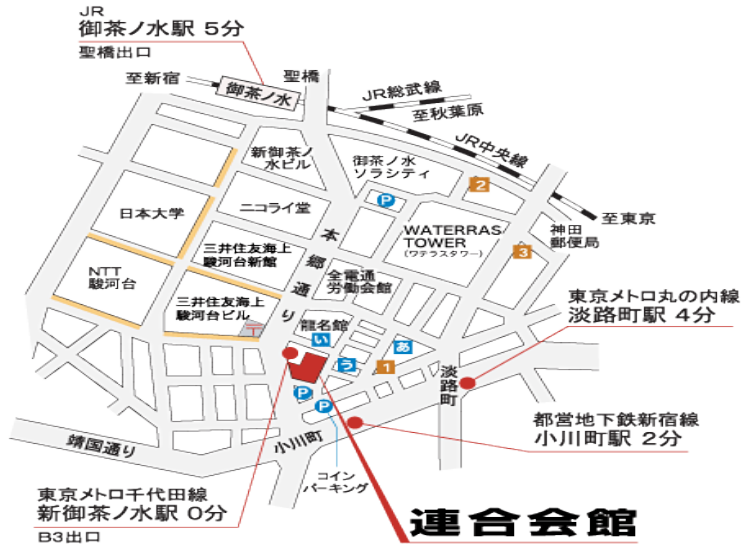 JR
御茶ノ水駅 5分
聖橋出口
至新宿
御茶ノ水
聖橋
JR総武線
至秋葉原
JR中央線
至東京
新御茶ノ
水ビル
御茶ノ水
ソラシティ
2
P
日本大学
ニコライ堂
本郷通り
WATERRAS
TOWER
(ワテラスタワー)
神田
郵便局
3
三井住友海上
駿河台新館
NTT
駿河台
全電通
労働会館
三井住友海上
駿河台ビル
〒
龍名館
い
う
あ
1
東京メトロ丸の内線
淡路町駅 4分
淡路町
P
P
都営地下鉄新宿線
小川町駅 2分
小川町
靖国通り
コイン
パーキング
東京メトロ千代田線
新御茶ノ水駅 0分
B3出口
連合会館